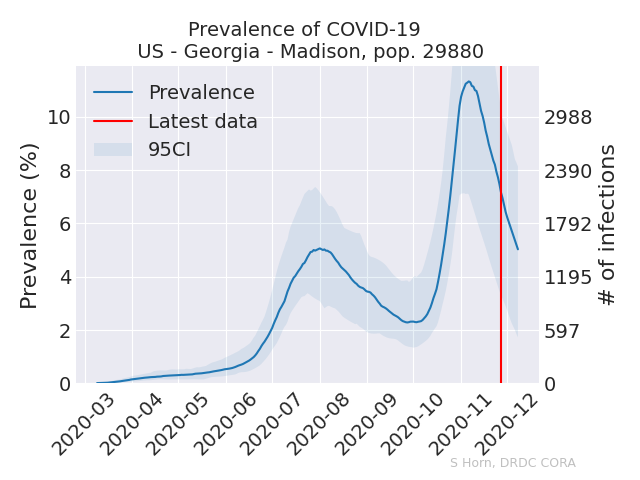 Prevalence of COVID-19
US - Georgia - Madison, pop. 29880
Prevalence
Latest data
95CI
Prevalence (%)
10
8
6
4
2
0
2988
2390
1792
1195
597
0
# of infections
2020-03
2020-04
2020-05
2020-06
2020-07
2020-08
2020-09
2020-10
2020-11
2020-12
S Horn, DRDC CORA